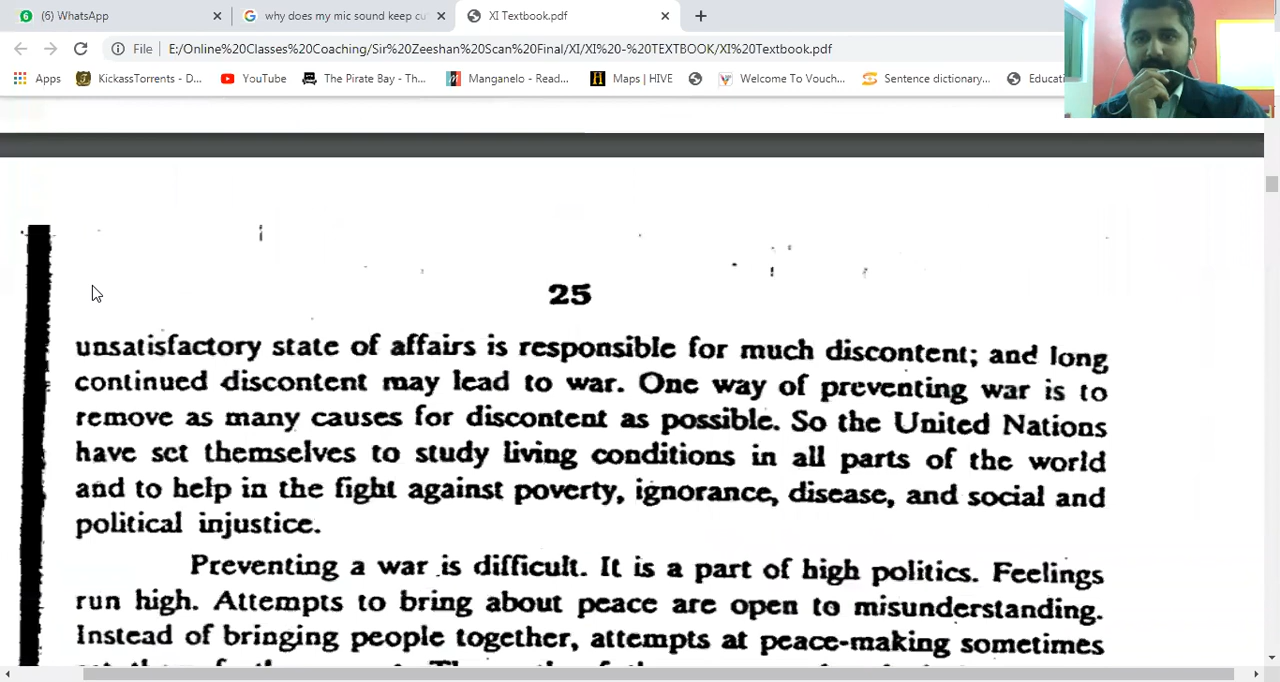 (6) WhatsApp
why does my mic sound keep cu
XI Textbook.pdf
File
E:/Online%20Classes%20Coaching/Sir%20Zeeshan%20Scan%20Final/XI/XI%20-%20TEXTBOOK/XI%20Textbook.pdf
Apps
KickassTorrents - D...
YouTube
The Pirate Bay - Th...
Manganelo - Read...
Maps | HIVE
Welcome To Vouch...
Sentence dictionary...
Educati
25
unsatisfactory state of affairs is responsible for much discontent; and long
continued discontent may lead to war. One way of preventing war is to
remove as many causes for discontent as possible. So the United Nations
have set themselves to study living conditions in all parts of the world
and to help in the fight against poverty, ignorance, disease, and social and
political injustice.
Preventing a war is difficult. It is a part of high politics. Feelings
run high. Attempts to bring about peace are open to misunderstanding.
Instead of bringing people together, attempts at peace-making sometimes